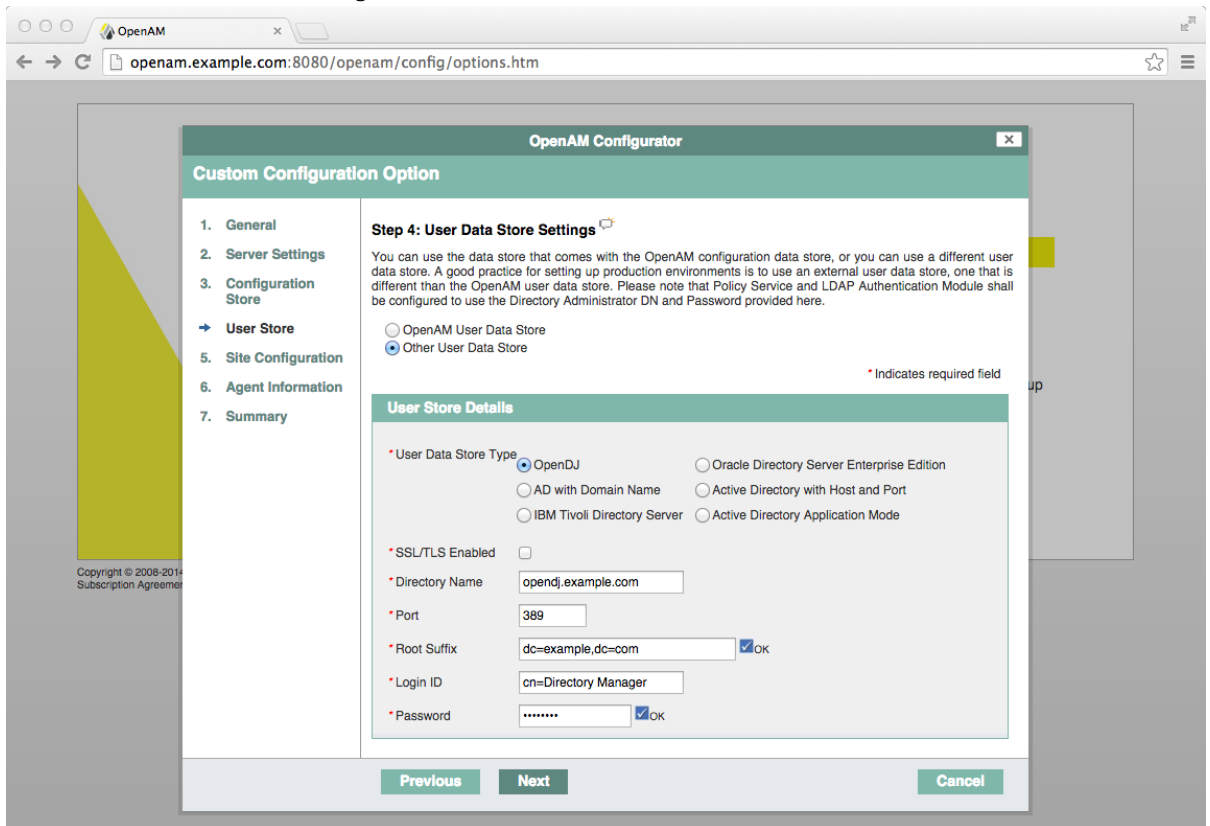 OpenAM
openam.example.com:8080/openam/config/options.htm
OpenAM Configurator
Custom Configuration Option
1. General
2. Server Settings
3. Configuration
Store
User Store
5. Site Configuration
6. Agent Information
7. Summary
Step 4: User Data Store Settings
You can use the data store that comes with the OpenAM configuration data store, or you can use a different user
data store. A good practice for setting up production environments is to use an external user data store, one that is
different than the OpenAM user data store. Please note that Policy Service and LDAP Authentication Module shall
be configured to use the Directory Administrator DN and Password provided here.
OpenAM User Data Store
Other User Data Store
* Indicates required field
User Store Details
* User Data Store Type
OpenDJ Oracle Directory Server Enterprise Edition
AD with Domain Name Active Directory with Host and Port
IBM Tivoli Directory Server Active Directory Application Mode
* SSL/TLS Enabled
* Directory Name opendj.example.com
* Port 389
* Root Suffix dc=example,dc=com OK
* Login ID cn=Directory Manager
* Password •••••••• OK
Previous Next Cancel
up
Copyright © 2008-2014
Subscription